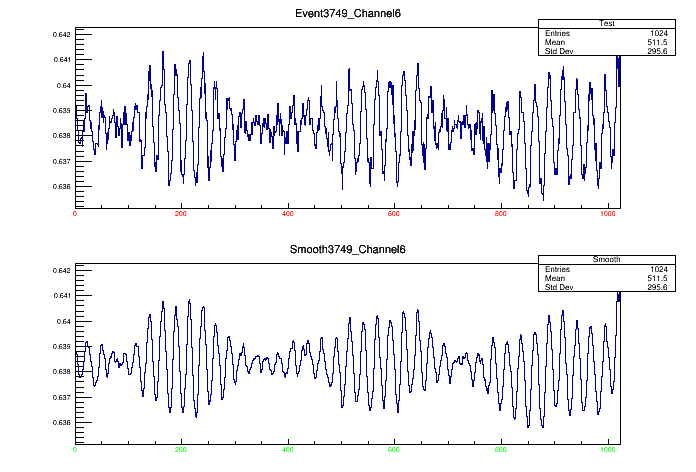 Event3749_Channel6
Test
Entries 1024
Mean 511.5
Std Dev 295.6
0.642
0.641
0.64
0.639
0.638
0.637
0.636
0 200 400 600 800 1000
Smooth3749_Channel6
Smooth
Entries 1024
Mean 511.5
Std Dev 295.6
0.642
0.641
0.64
0.639
0.638
0.637
0.636
0 200 400 600 800 1000